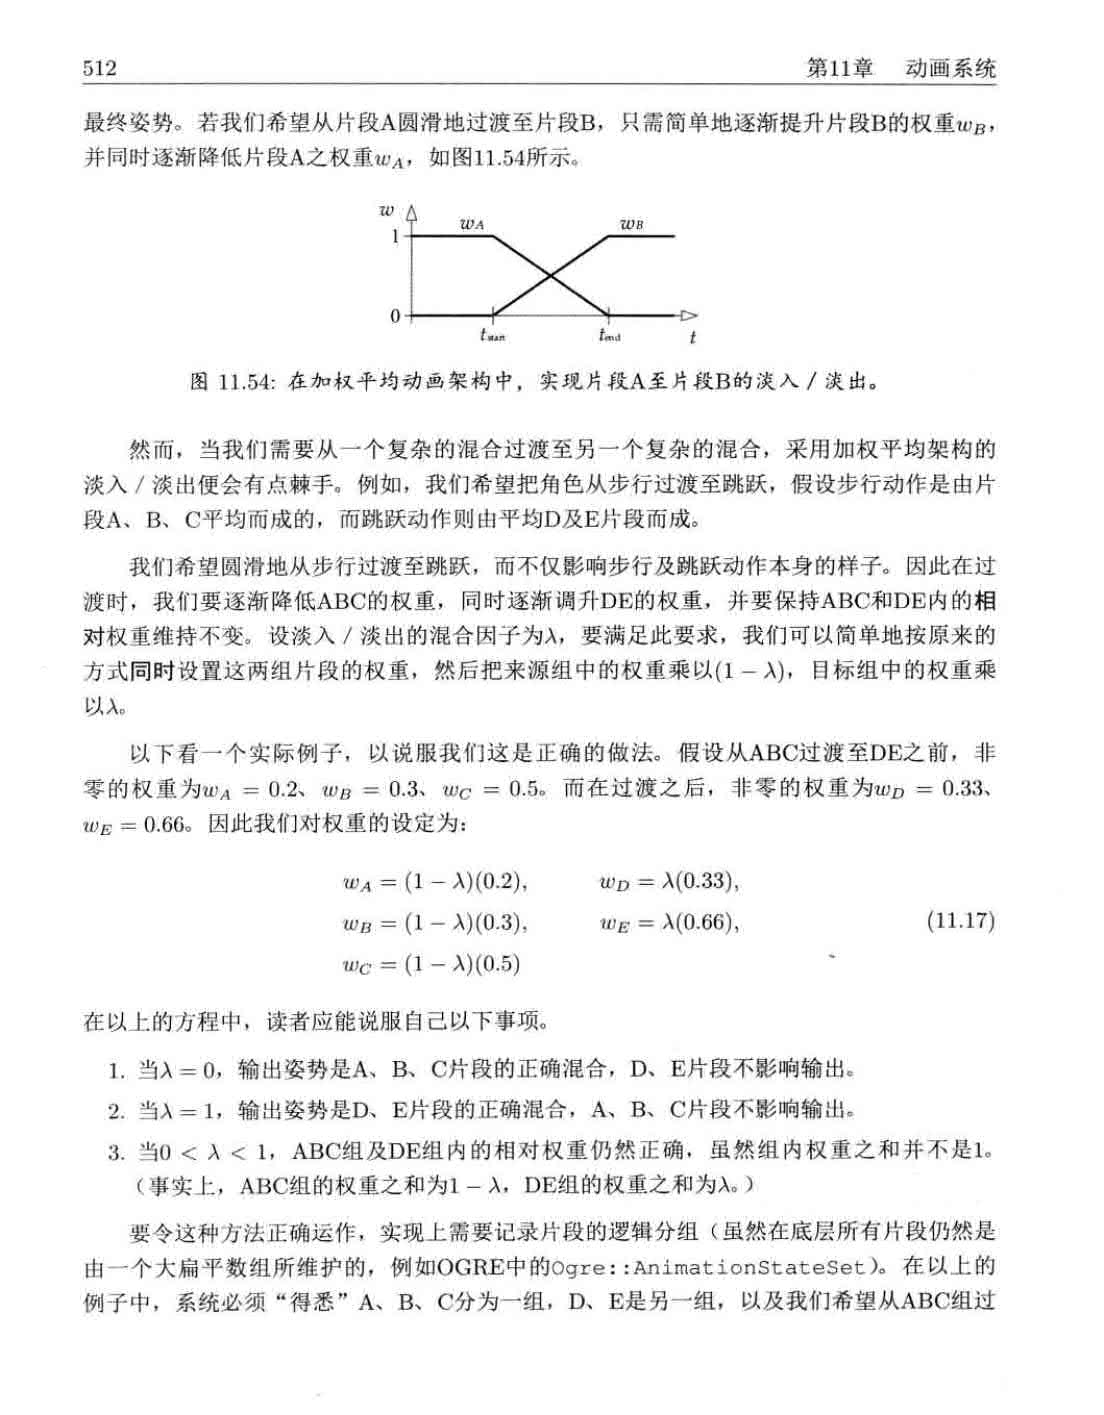 512 第11章 动画系统
最终姿势。若我们希望从片段A圆滑地过渡至片段B，只需简单地逐渐提升片段B的权重w_B，
并同时逐渐降低片段A之权重w_A，如图11.54所示。
w
w_A w_B
1
0
t_start t_end t
图 11.54: 在加权平均动画架构中，实现片段A至片段B的淡入／淡出。
然而，当我们需要从一个复杂的混合过渡至另一个复杂的混合，采用加权平均架构的
淡入／淡出便会有点棘手。例如，我们希望把角色从步行过渡至跳跃，假设步行动作是由片
段A、B、C平均而成的，而跳跃动作则由平均D及E片段而成。
我们希望圆滑地从步行过渡至跳跃，而不仅影响步行及跳跃动作本身的样子。因此在过
渡时，我们要逐渐降低ABC的权重，同时逐渐调升DE的权重，并要保持ABC和DE内的相
对权重维持不变。设淡入／淡出的混合因子为λ，要满足此要求，我们可以简单地按原来的
方式同时设置这两组片段的权重，然后把来源组中的权重乘以(1 − λ)，目标组中的权重乘
以λ。
以下看一个实际例子，以说服我们这是正确的做法。假设从ABC过渡至DE之前，非
零的权重为w_A = 0.2、w_B = 0.3、w_C = 0.5。而在过渡之后，非零的权重为w_D = 0.33、
w_E = 0.66。因此我们对权重的设定为：
w_A = (1 − λ)(0.2), w_D = λ(0.33),
w_B = (1 − λ)(0.3), w_E = λ(0.66), (11.17)
w_C = (1 − λ)(0.5)
在以上的方程中，读者应能说服自己以下事项。
1. 当λ = 0，输出姿势是A、B、C片段的正确混合，D、E片段不影响输出。
2. 当λ = 1，输出姿势是D、E片段的正确混合，A、B、C片段不影响输出。
3. 当0 < λ < 1，ABC组及DE组内的相对权重仍然正确，虽然组内权重之和并不是1。
（事实上，ABC组的权重之和为1 − λ，DE组的权重之和为λ。）
要令这种方法正确运作，实现上需要记录片段的逻辑分组（虽然在底层所有片段仍然是
由一个大扁平数组所维护的，例如OGRE中的Ogre::AnimationStateSet）。在以上的
例子中，系统必须“得悉”A、B、C分为一组，D、E是另一组，以及我们希望从ABC组过